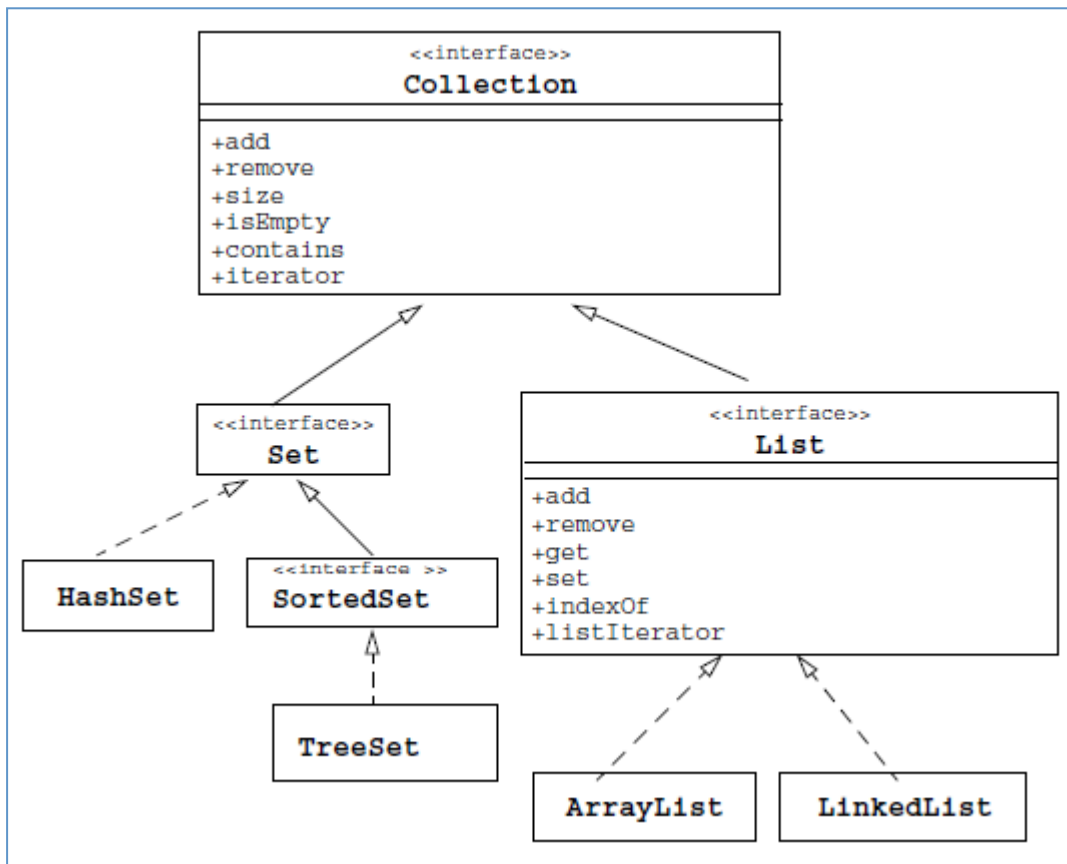 <<interface>>
Collection
+add
+remove
+size
+isEmpty
+contains
+iterator
<<interface>>
Set
<<interface>>
List
+add
+remove
+get
+set
+indexOf
+listIterator
HashSet
<<interface >>
SortedSet
TreeSet
ArrayList
LinkedList